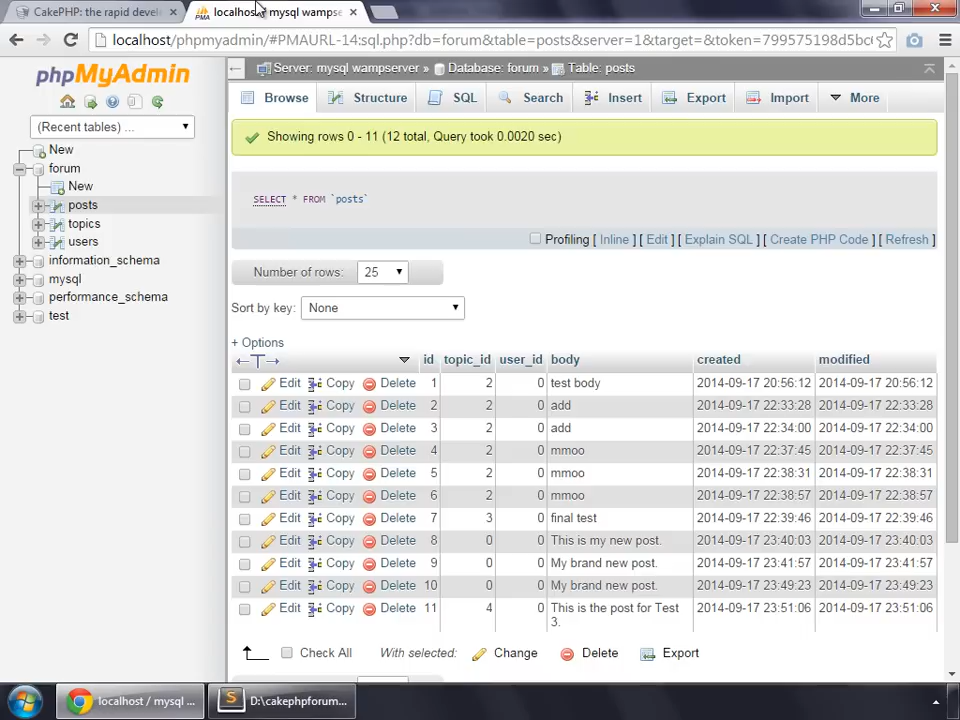 CakePHP: the rapid devel
localhost / mysql wampse
localhost/phpmyadmin/#PMAURL-14:sql.php?db=forum&table=posts&server=1&target=&token=799575198d5bc
phpMyAdmin
(Recent tables) ...
New
forum
New
posts
topics
users
information_schema
mysql
performance_schema
test
Server: mysql wampserver » Database: forum » Table: posts
Browse Structure SQL Search Insert Export Import More
Showing rows 0 - 11 (12 total, Query took 0.0020 sec)
SELECT * FROM `posts`
Profiling [ Inline ] [ Edit ] [ Explain SQL ] [ Create PHP Code ] [ Refresh ]
Number of rows: 25
Sort by key: None
+ Options
←T→ id topic_id user_id body created modified
Edit Copy Delete 1 2 0 test body 2014-09-17 20:56:12 2014-09-17 20:56:12
Edit Copy Delete 2 2 0 add 2014-09-17 22:33:28 2014-09-17 22:33:28
Edit Copy Delete 3 2 0 add 2014-09-17 22:34:00 2014-09-17 22:34:00
Edit Copy Delete 4 2 0 mmoo 2014-09-17 22:37:45 2014-09-17 22:37:45
Edit Copy Delete 5 2 0 mmoo 2014-09-17 22:38:31 2014-09-17 22:38:31
Edit Copy Delete 6 2 0 mmoo 2014-09-17 22:38:57 2014-09-17 22:38:57
Edit Copy Delete 7 3 0 final test 2014-09-17 22:39:46 2014-09-17 22:39:46
Edit Copy Delete 8 0 0 This is my new post. 2014-09-17 23:40:03 2014-09-17 23:40:03
Edit Copy Delete 9 0 0 My brand new post. 2014-09-17 23:41:57 2014-09-17 23:41:57
Edit Copy Delete 10 0 0 My brand new post. 2014-09-17 23:49:23 2014-09-17 23:49:23
Edit Copy Delete 11 4 0 This is the post for Test 2014-09-17 23:51:06 2014-09-17 23:51:06
3.
Check All With selected: Change Delete Export
localhost / mysql ...
D:\cakephpforum...